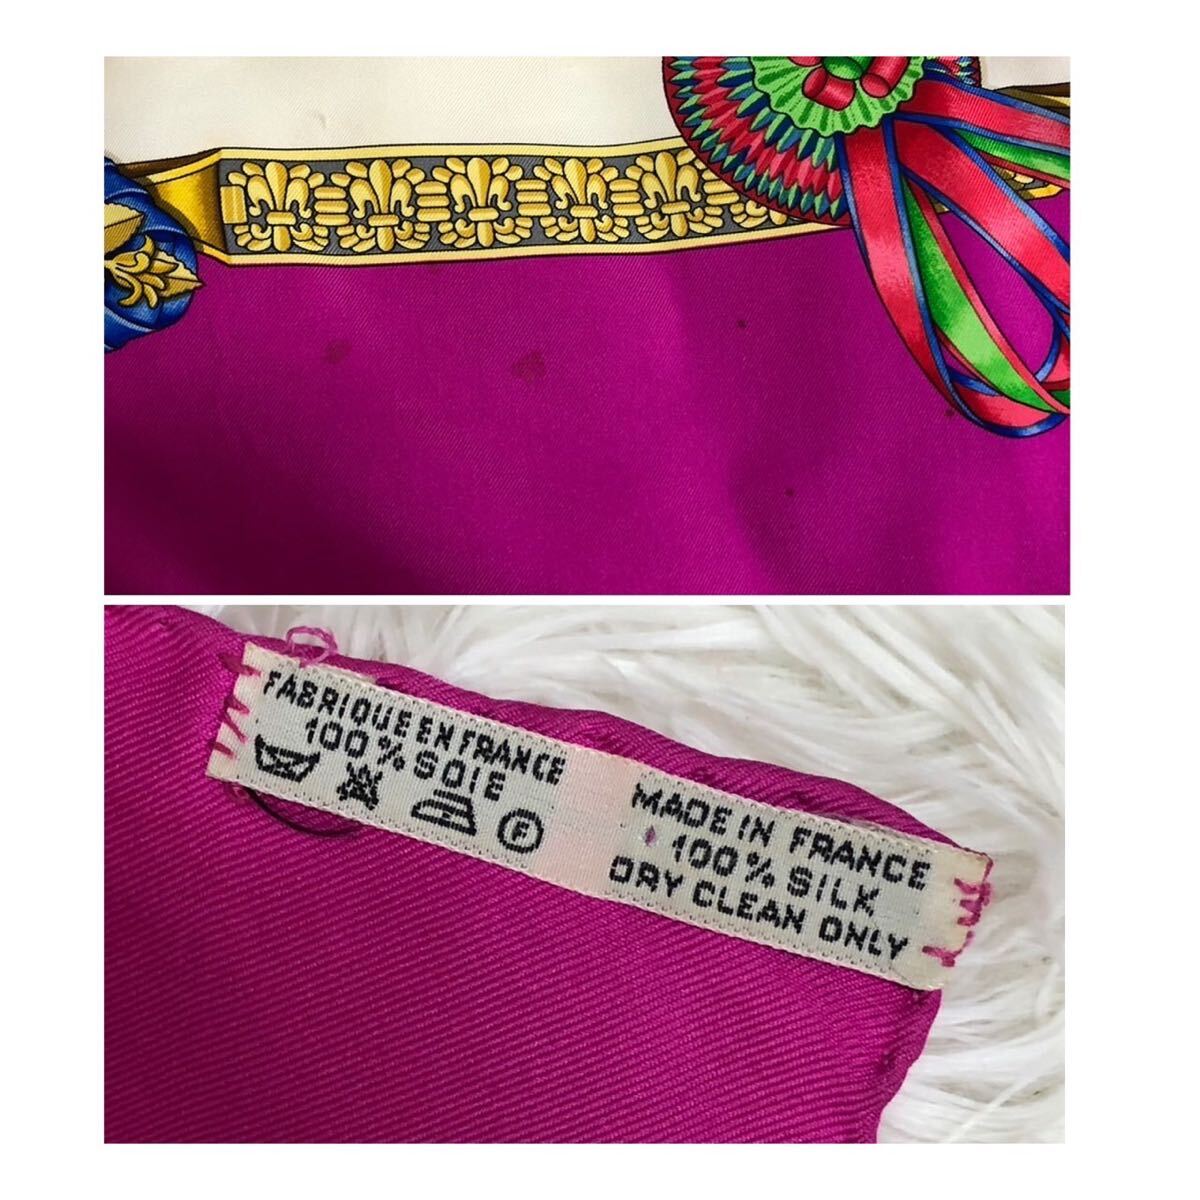 FABRIQUE EN FRANCE
100% SOIE
F
MADE IN FRANCE
100% SILK
DRY CLEAN ONLY